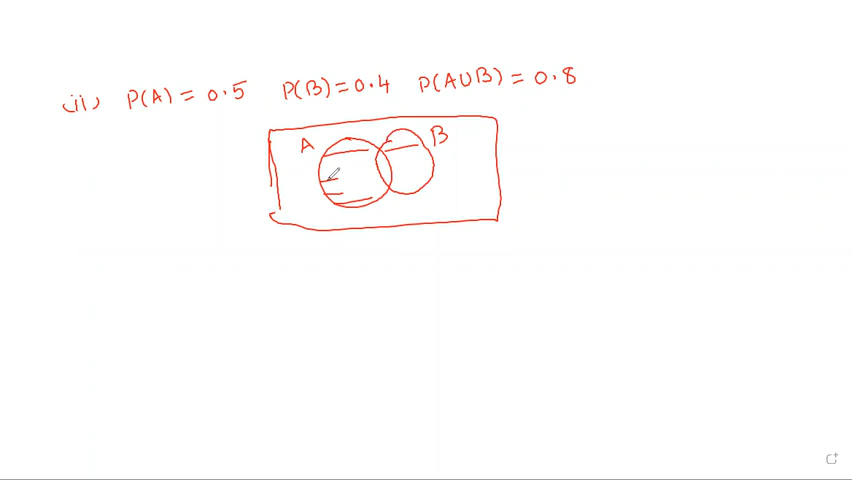 (ii) P(A) = 0.5 P(B) = 0.4 P(A∪B) = 0.8
A B